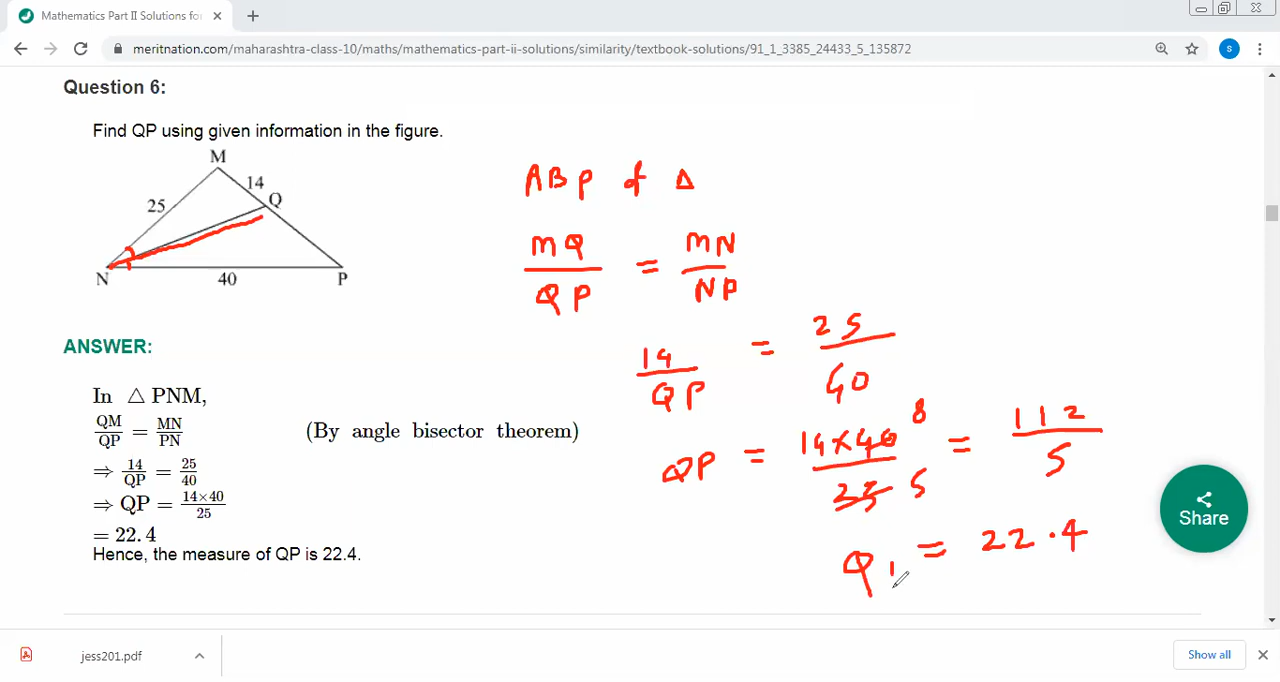 Mathematics Part II Solutions for
meritnation.com/maharashtra-class-10/maths/mathematics-part-ii-solutions/similarity/textbook-solutions/91_1_3385_24433_5_135872
S
Question 6:
Find QP using given information in the figure.
M
14
Q
25
N
40
P
ABP of Δ
MQ/QP = MN/NP
14/QP = 25/40
QP = 14×40/25 8 5 = 112/5
Q = 22.4
ANSWER:
In △ PNM,
QM/QP = MN/PN (By angle bisector theorem)
⇒ 14/QP = 25/40
⇒ QP = 14×40/25
= 22.4
Hence, the measure of QP is 22.4.
Share
jess201.pdf
Show all